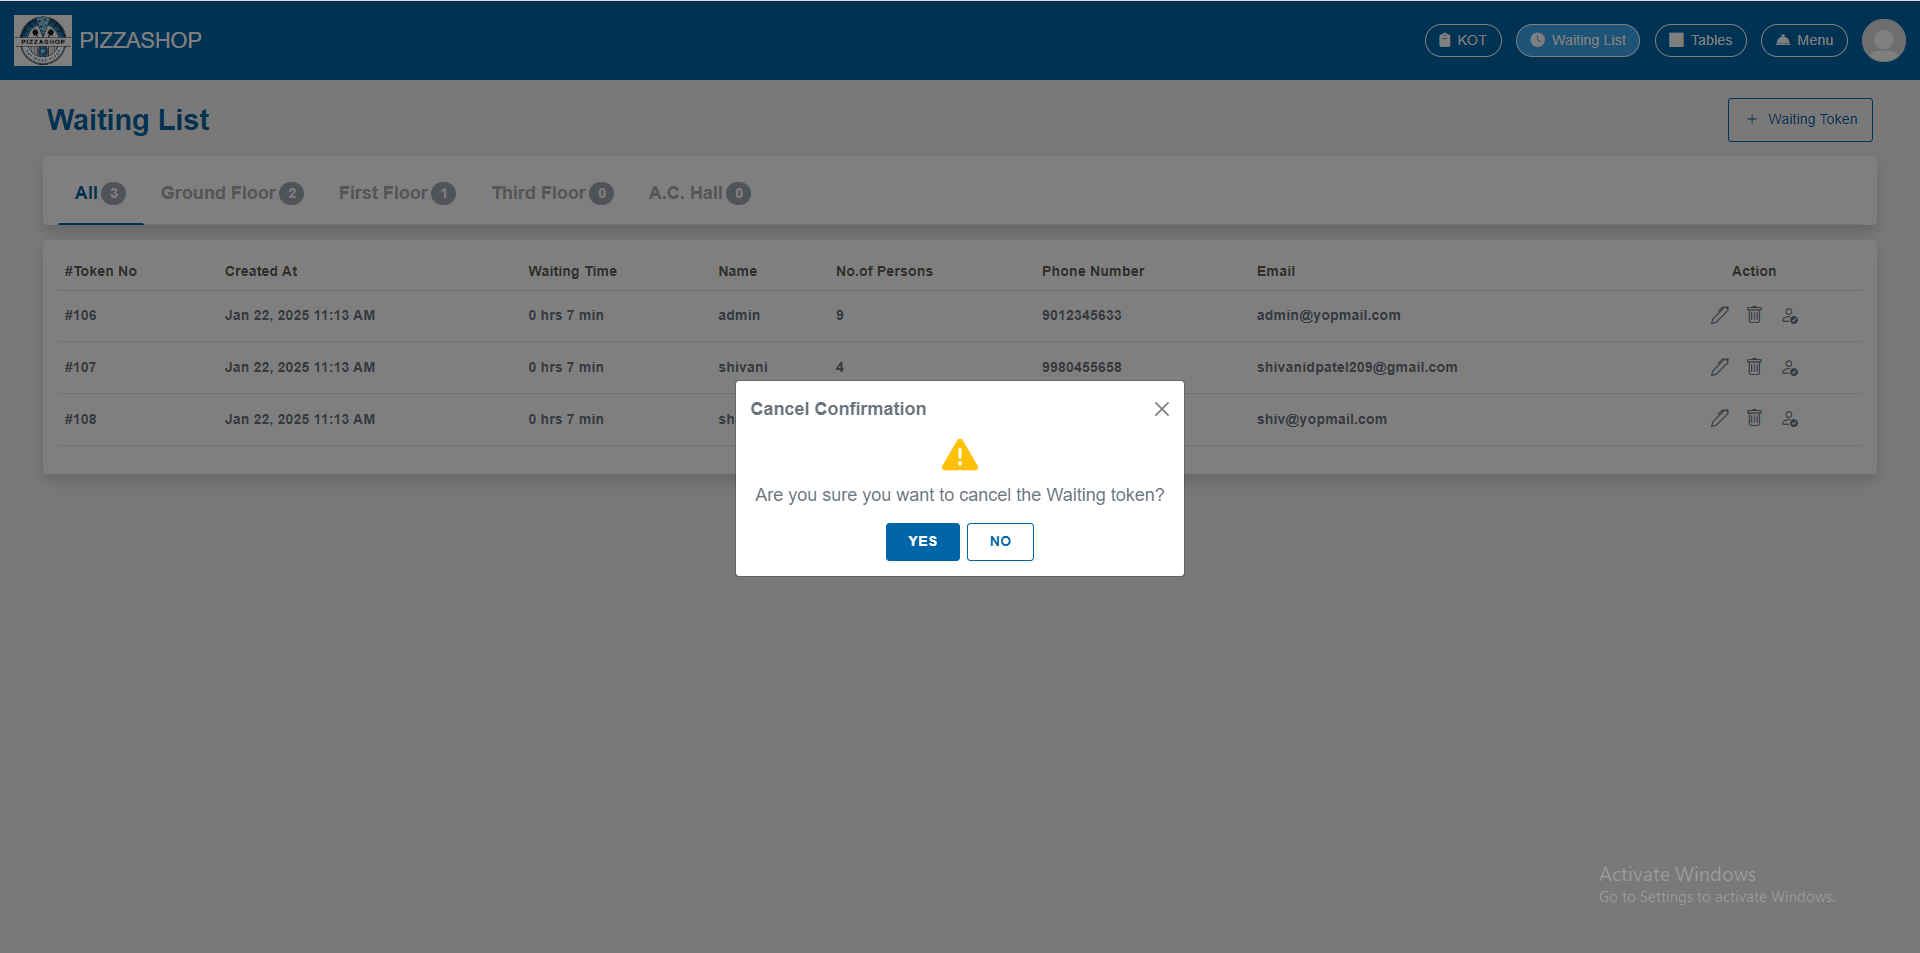 PIZZASHOP
PIZZASHOP
KOT
Waiting List
Tables
Menu
Waiting List
+ Waiting Token
All 3
Ground Floor 2
First Floor 1
Third Floor 0
A.C. Hall 0
#Token No Created At Waiting Time Name No.of Persons Phone Number Email Action
#106 Jan 22, 2025 11:13 AM 0 hrs 7 min admin 9 9012345633 admin@yopmail.com
#107 Jan 22, 2025 11:13 AM 0 hrs 7 min shivani 4 9980455658 shivanidpatel209@gmail.com
#108 Jan 22, 2025 11:13 AM 0 hrs 7 min sh shiv@yopmail.com
Cancel Confirmation
Are you sure you want to cancel the Waiting token?
YES
NO
Activate Windows
Go to Settings to activate Windows.